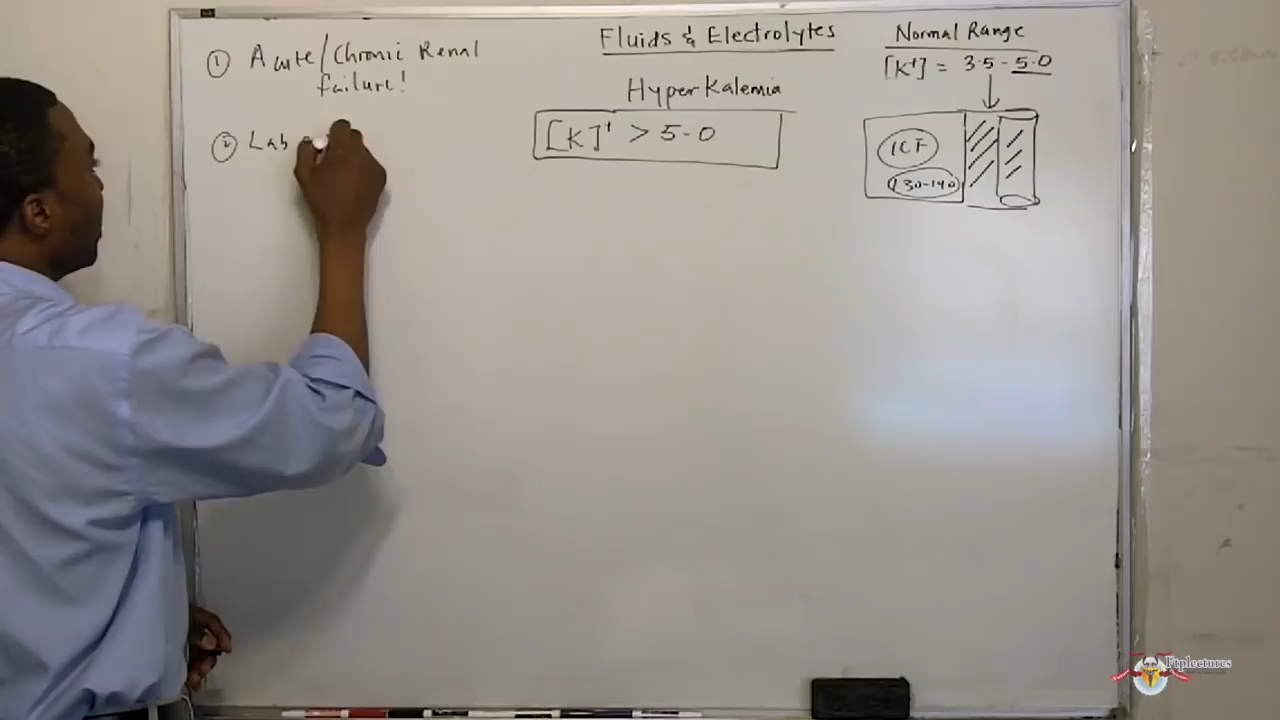 ① Acute/Chronic Renal
failure!
② Lab
Fluids & Electrolytes
HyperKalemia
[K]⁺ > 5.0
Normal Range
[K⁺] = 3.5 - 5.0
ICF
130-140
Ftplectures